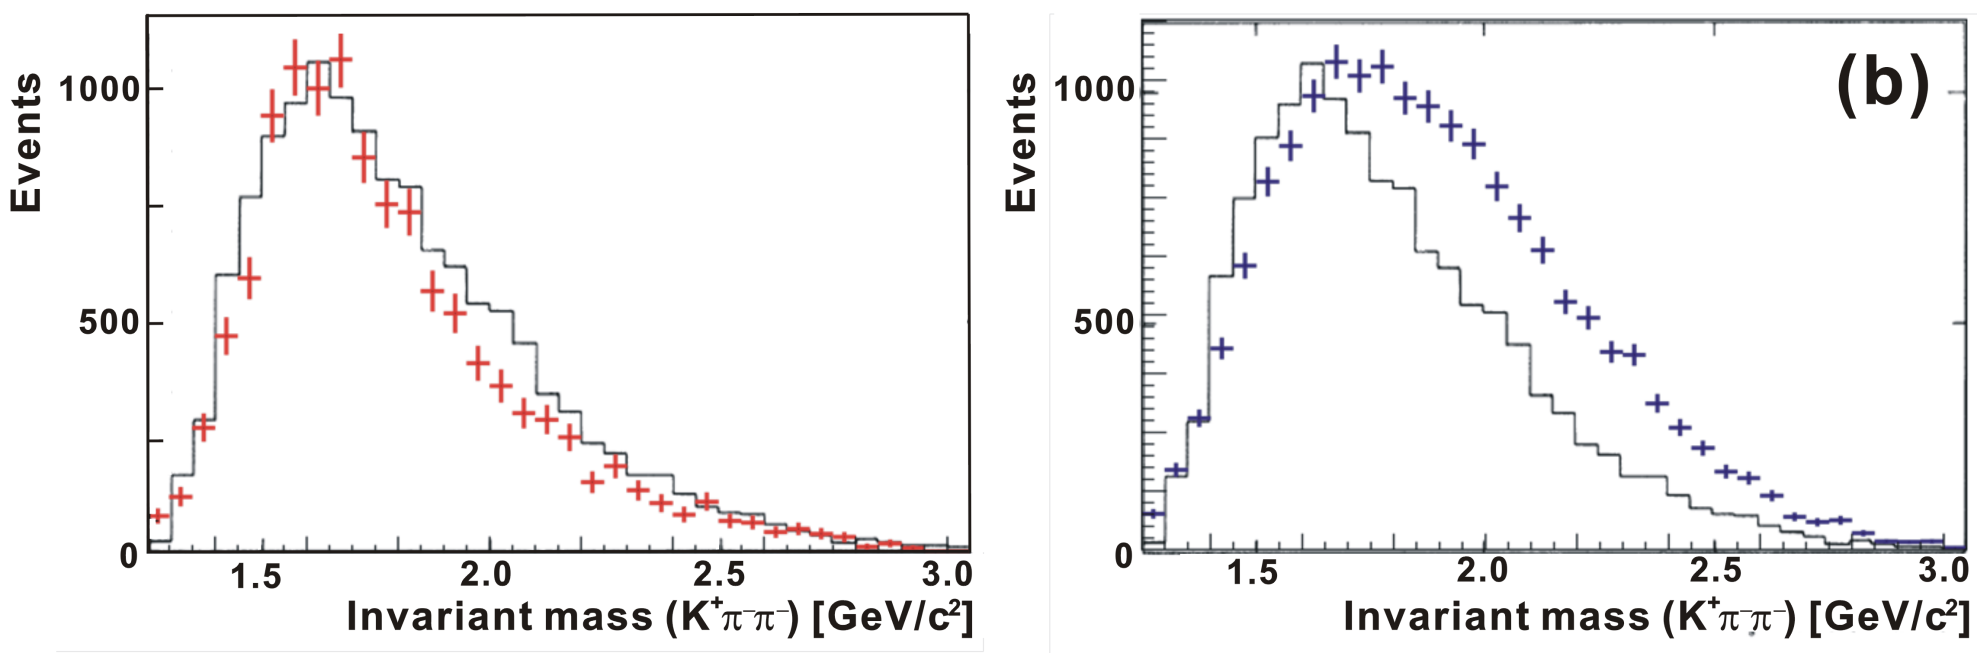 Events
1000
500
0
1.5 2.0 2.5 3.0
Invariant mass (K⁺π⁻π⁻) [GeV/c²]
(b)
Events
1000
500
0
1.5 2.0 2.5 3.0
Invariant mass (K⁺π⁻π⁻) [GeV/c²]